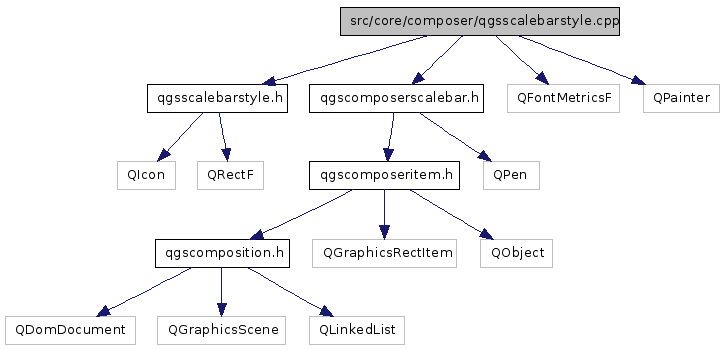 src/core/composer/qgsscalebarstyle.cpp
qgsscalebarstyle.h
qgscomposerscalebar.h
QFontMetricsF
QPainter
QIcon
QRectF
qgscomposeritem.h
QPen
qgscomposition.h
QGraphicsRectItem
QObject
QDomDocument
QGraphicsScene
QLinkedList